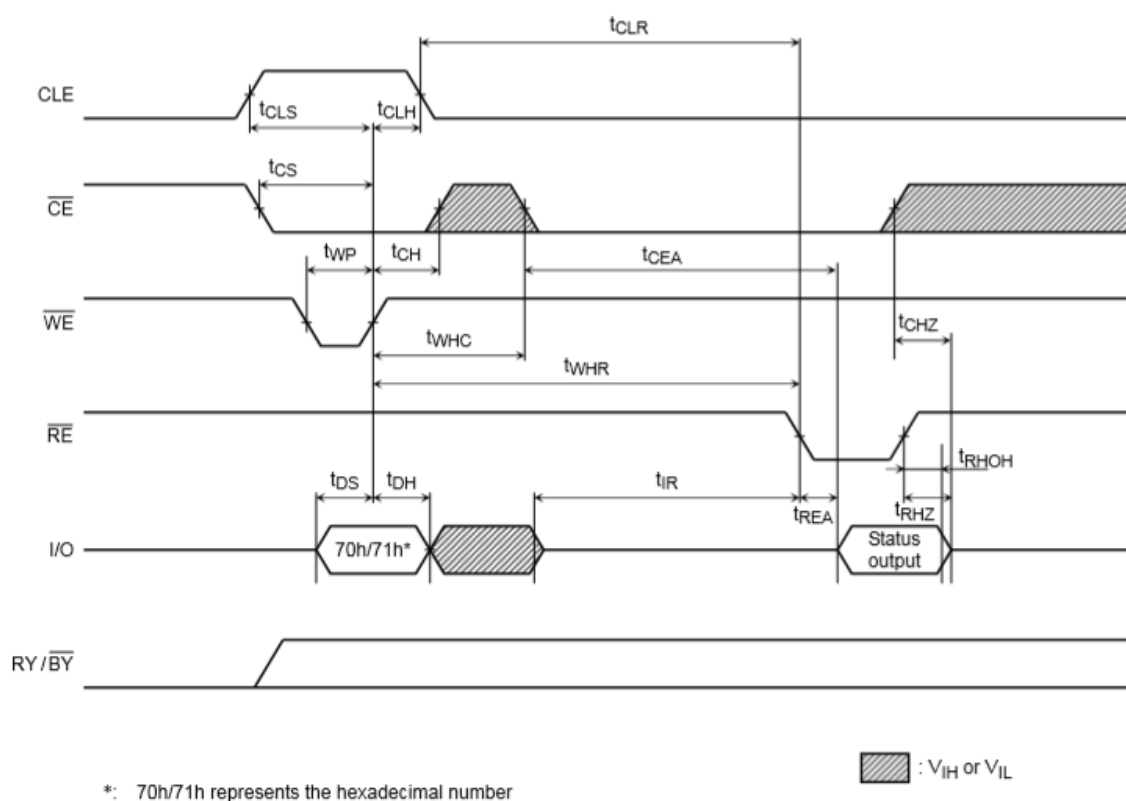 tCLR
CLE
tCLS
tCLH
tCS
CE
tWP
tCH
tCEA
WE
tCHZ
tWHC
tWHR
RE
tRHOH
tDS
tDH
tIR
tREA
tRHZ
I/O
70h/71h*
Status
output
RY/BY
: VIH or VIL
*: 70h/71h represents the hexadecimal number